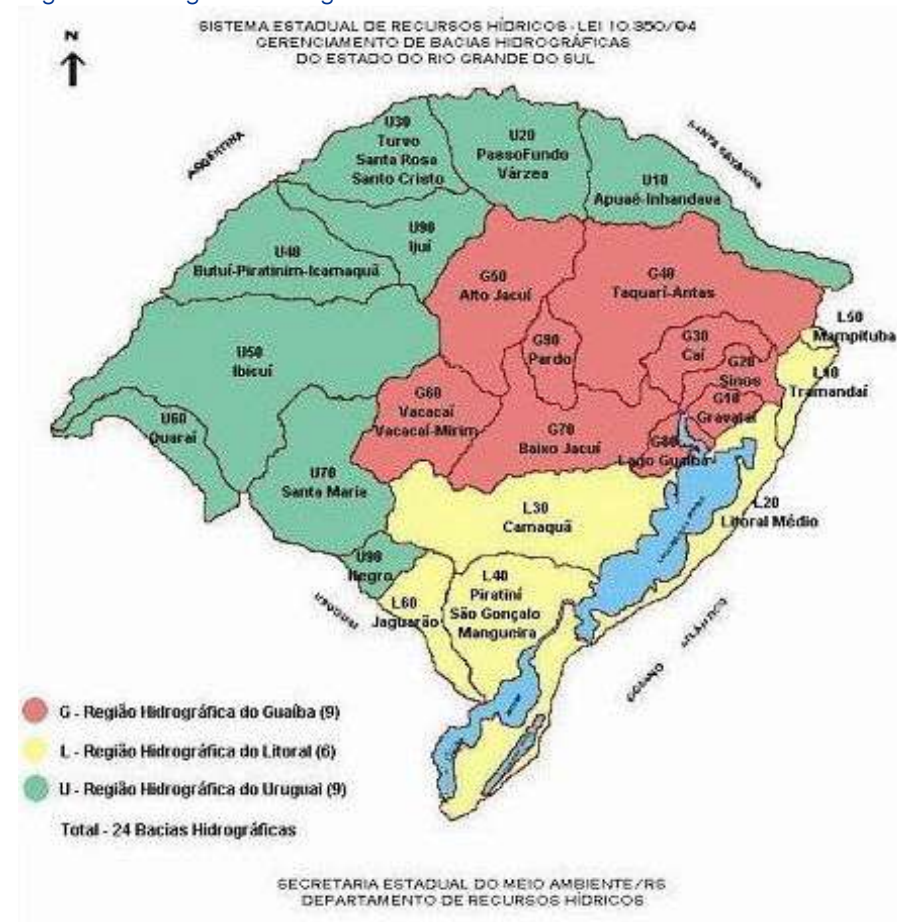 SISTEMA ESTADUAL DE RECURSOS HÍDRICOS - LEI 10.350/94
GERENCIAMENTO DE BACIAS HIDROGRÁFICAS
DO ESTADO DO RIO GRANDE DO SUL
N
ARGENTINA
SANTA CATARINA
U30
Turvo
Santa Rosa
Santo Cristo
U20
PassoFundo
Várzea
U10
Apuaê-Inhandava
U90
Ijuí
U40
Butuí-Piratinim-Icamaquã
G50
Alto Jacuí
G40
Taquarí-Antas
L50
Mampituba
G30
Caí
G90
Pardo
U50
Ibicuí
G20
Sinos
L10
Tramandaí
G60
Vacacaí
Vacacaí-Mirim
G10
Gravataí
U60
Quaraí
G70
Baixo Jacuí
G80
Lago Guaíba
U70
Santa Maria
L30
Camaquã
L20
Litoral Médio
U90
Negro
L40
Piratiní
São Gonçalo
Mangueira
L60
Jaguarão
URUGUAI
OCEANO ATLÂNTICO
G - Região Hidrográfica do Guaíba (9)
L - Região Hidrográfica do Litoral (6)
U - Região Hidrográfica do Uruguai (9)
Total - 24 Bacias Hidrográficas
SECRETARIA ESTADUAL DO MEIO AMBIENTE/RS
DEPARTAMENTO DE RECURSOS HÍDRICOS